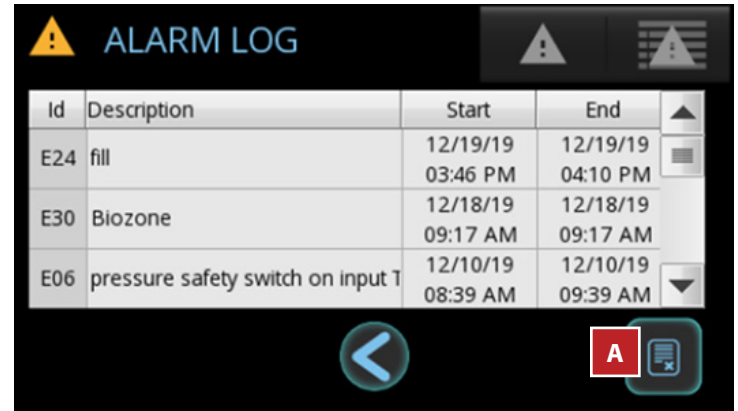 ALARM LOG
Id Description Start End
E24 fill 12/19/19 03:46 PM 12/19/19 04:10 PM
E30 Biozone 12/18/19 09:17 AM 12/18/19 09:17 AM
E06 pressure safety switch on input T 12/10/19 08:39 AM 12/10/19 09:39 AM
A